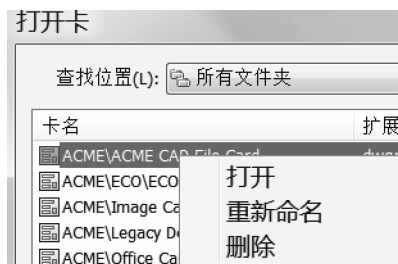 打开卡
查找位置(L): 所有文件夹
卡名 扩展
ACME\ACME CAD File Card
ACME\ECO\ECO
ACME\Image Ca
ACME\Legacy D
ACME\Office Ca
打开
重新命名
删除